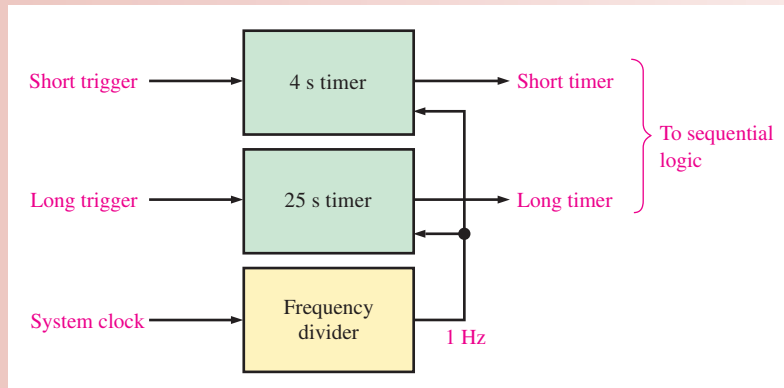 Short trigger
4 s timer
Short timer
To sequential
logic
Long trigger
25 s timer
Long timer
System clock
Frequency
divider
1 Hz